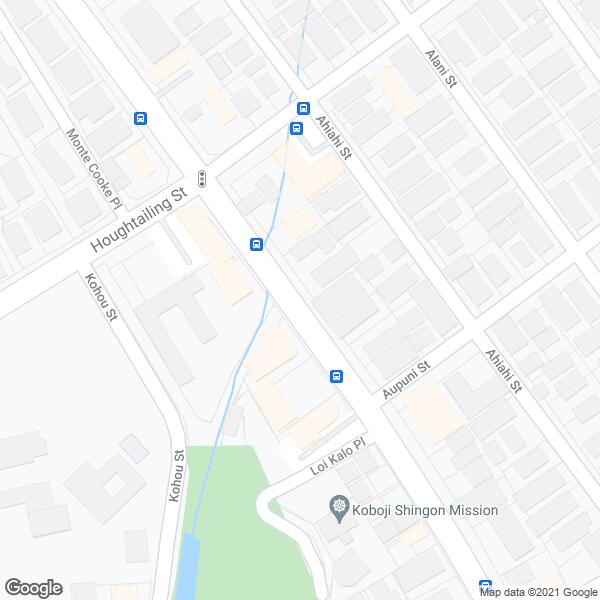 Alani St
Ahiahi St
Monte Cooke Pl
Houghtailing St
Kohou St
Ahiahi St
Aupuni St
Loi Kalo Pl
Kohou St
Koboji Shingon Mission
Google
Map data ©2021 Google